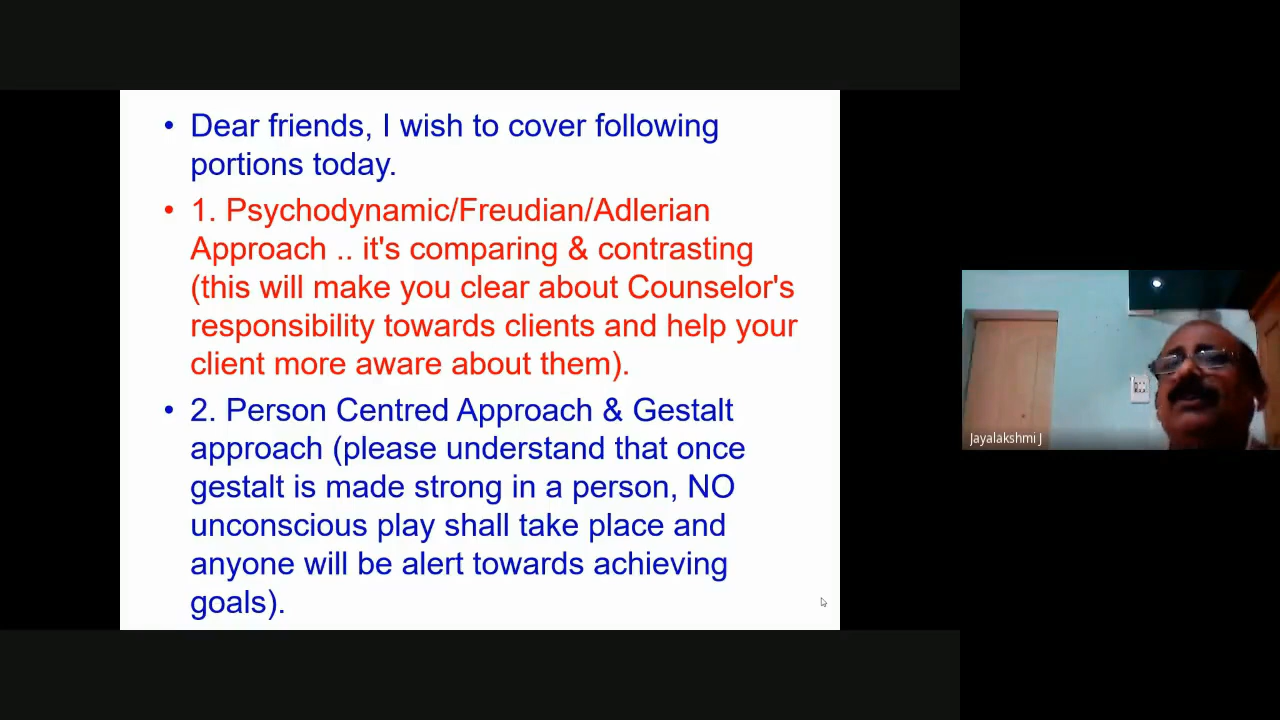 • Dear friends, I wish to cover following
portions today.
• 1. Psychodynamic/Freudian/Adlerian
Approach .. it's comparing & contrasting
(this will make you clear about Counselor's
responsibility towards clients and help your
client more aware about them).
• 2. Person Centred Approach & Gestalt
approach (please understand that once
gestalt is made strong in a person, NO
unconscious play shall take place and
anyone will be alert towards achieving
goals).
Jayalakshmi J